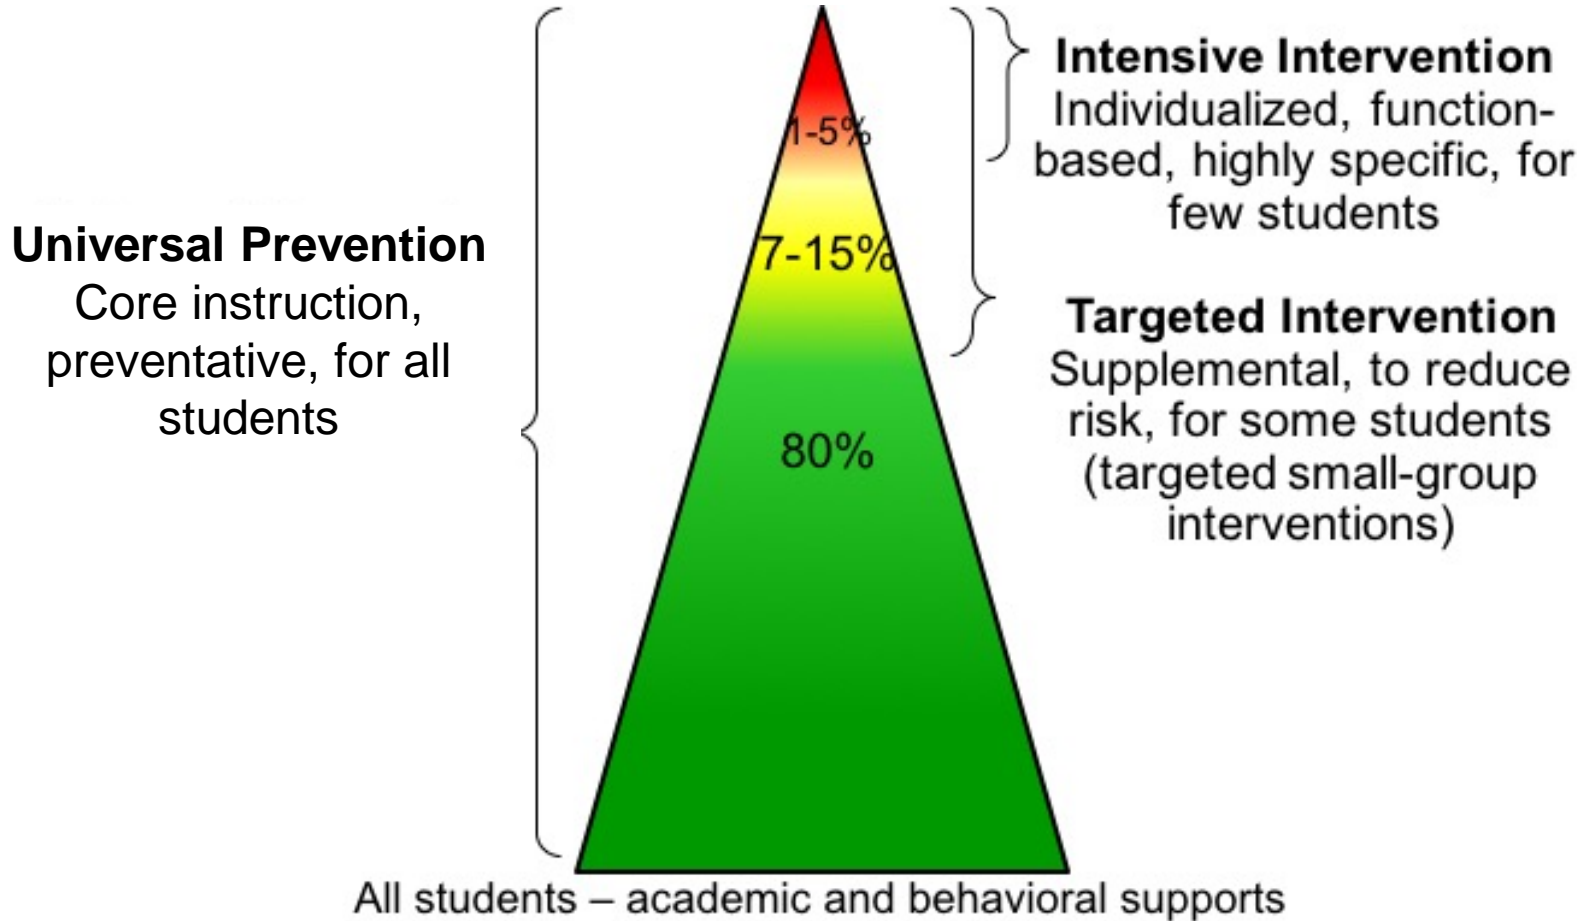 Universal Prevention
Core instruction,
preventative, for all
students
1-5%
7-15%
80%
Intensive Intervention
Individualized, function-
based, highly specific, for
few students
Targeted Intervention
Supplemental, to reduce
risk, for some students
(targeted small-group
interventions)
All students – academic and behavioral supports